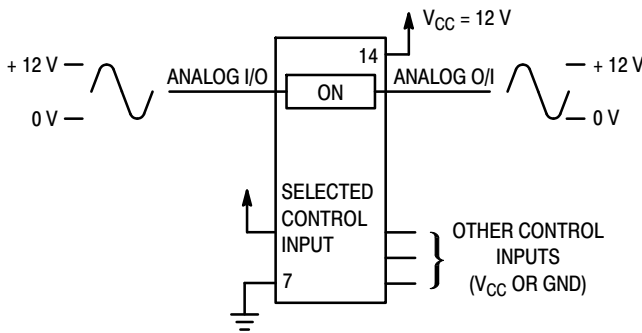 V_CC = 12 V
14
+ 12 V
ANALOG I/O
ON
ANALOG O/I
+ 12 V
0 V
0 V
SELECTED
CONTROL
INPUT
OTHER CONTROL
INPUTS
(V_CC OR GND)
7